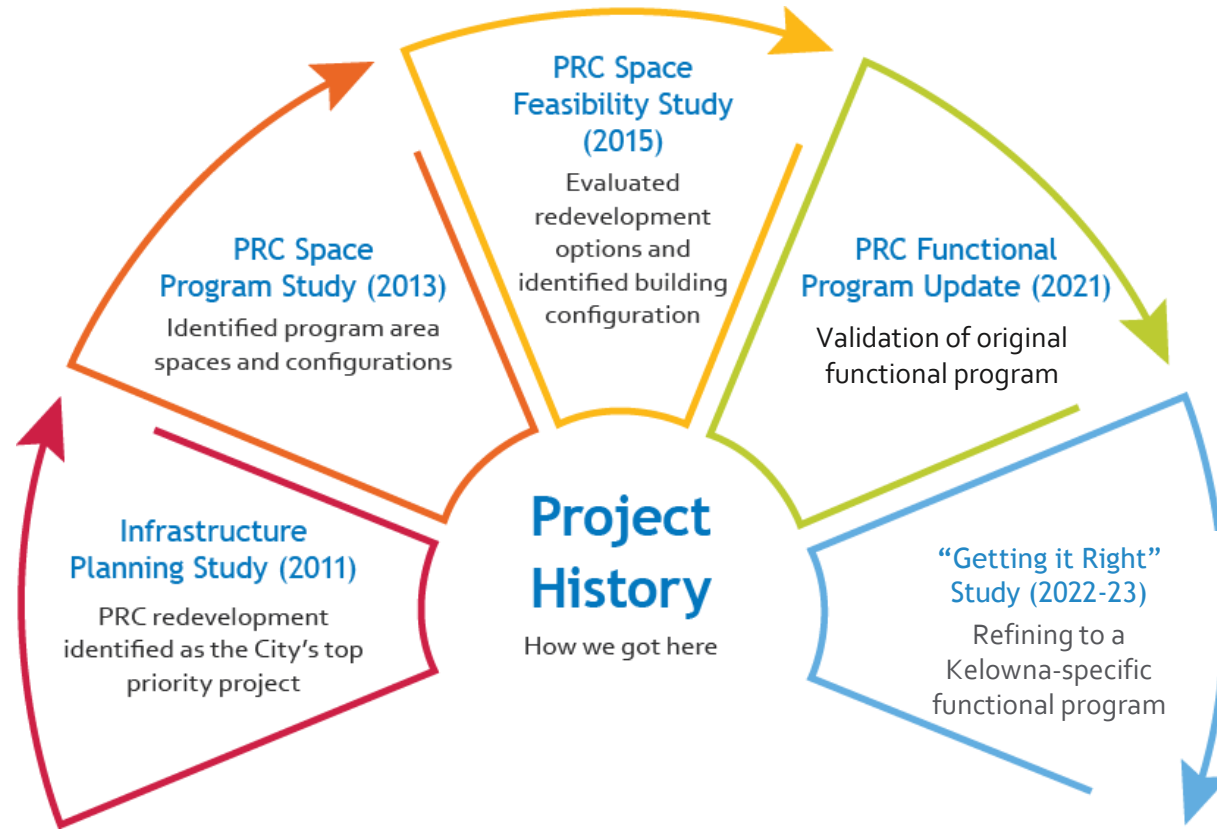 Project
History
How we got here
Infrastructure
Planning Study (2011)
PRC redevelopment
identified as the City's top
priority project
PRC Space
Program Study (2013)
Identified program area
spaces and configurations
PRC Space
Feasibility Study
(2015)
Evaluated
redevelopment
options and
identified building
configuration
PRC Functional
Program Update (2021)
Validation of original
functional program
“Getting it Right”
Study (2022-23)
Refining to a
Kelowna-specific
functional program